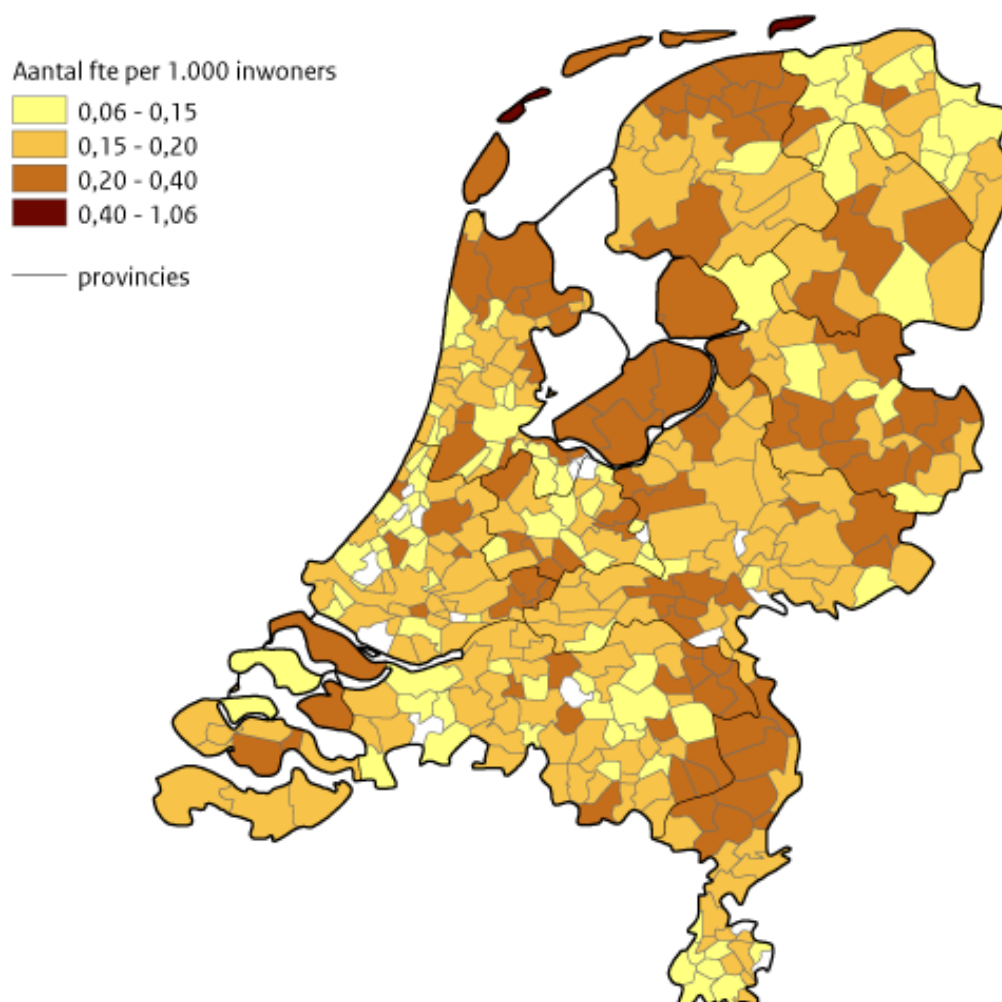 Aantal fte per 1.000 inwoners
0,06 - 0,15
0,15 - 0,20
0,20 - 0,40
0,40 - 1,06
provincies